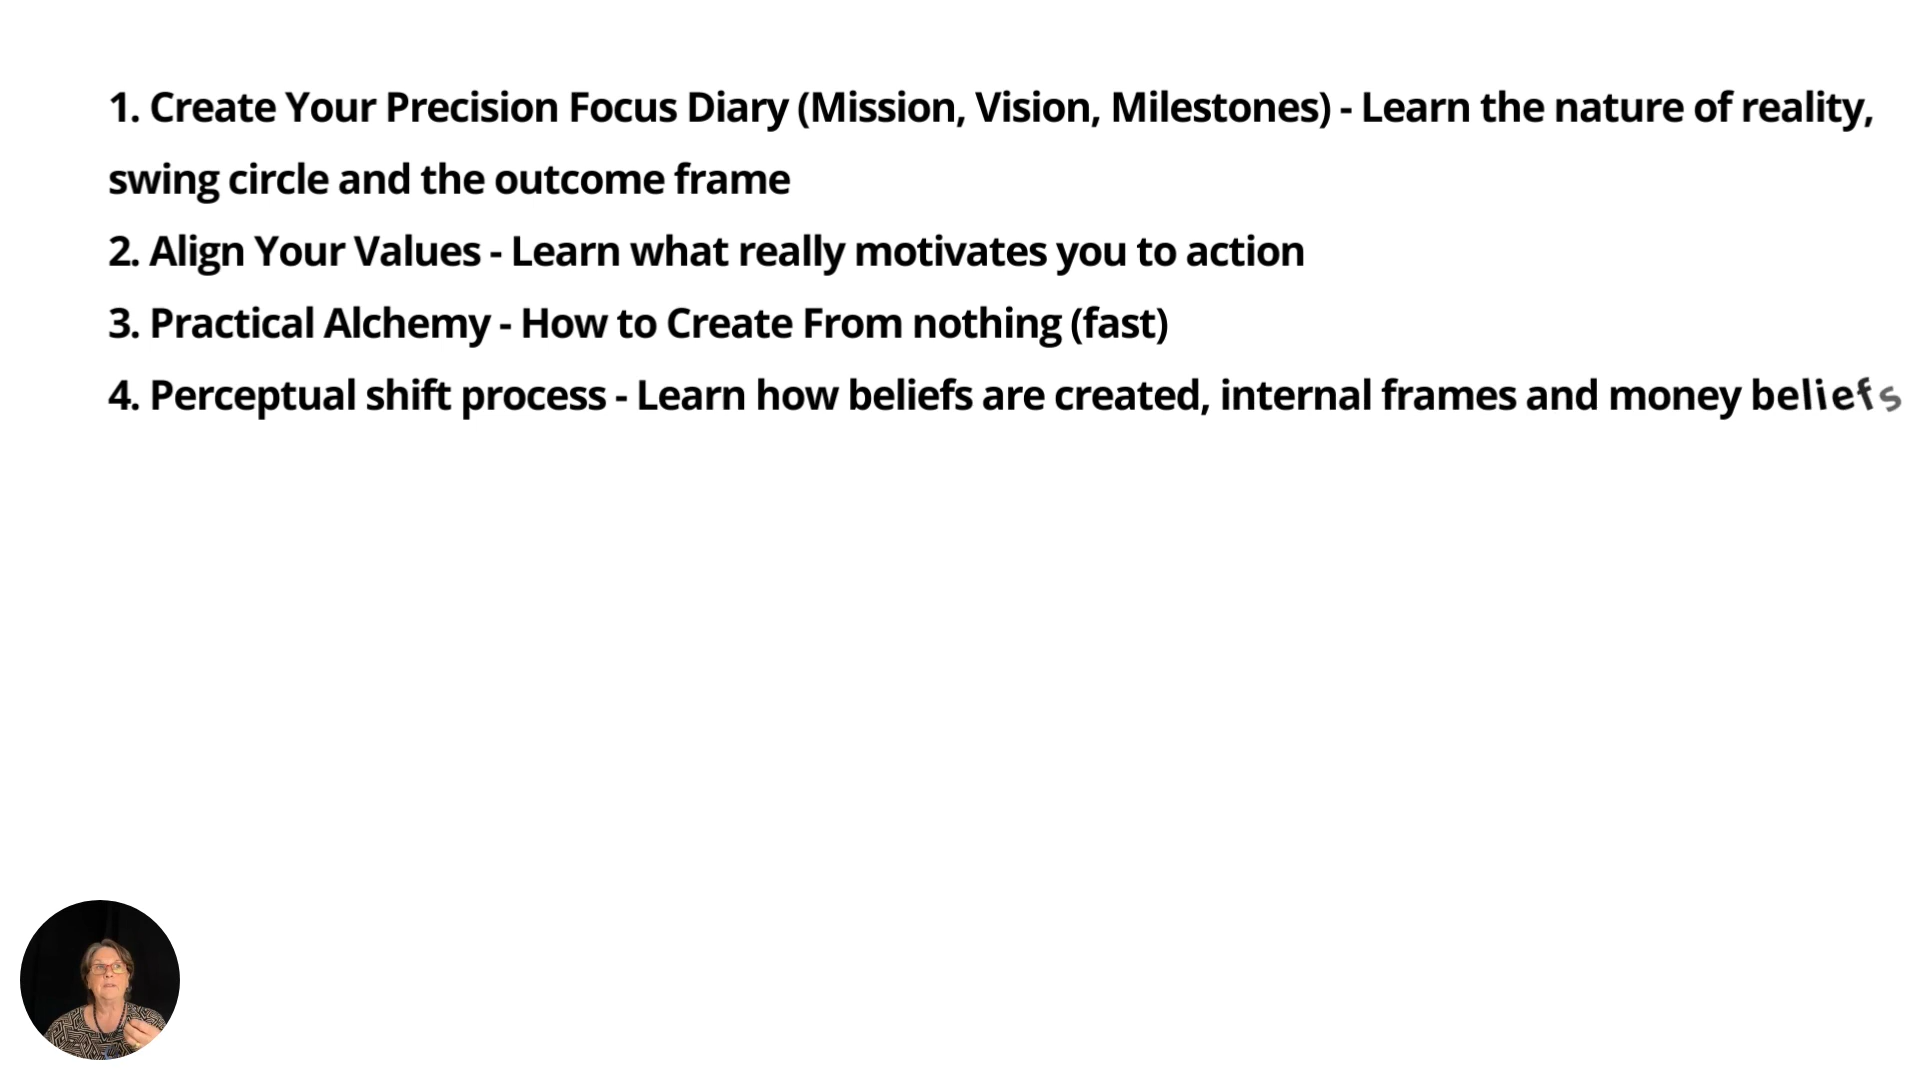 1. Create Your Precision Focus Diary (Mission, Vision, Milestones) - Learn the nature of reality,
swing circle and the outcome frame
2. Align Your Values - Learn what really motivates you to action
3. Practical Alchemy - How to Create From nothing (fast)
4. Perceptual shift process - Learn how beliefs are created, internal frames and money beliefs